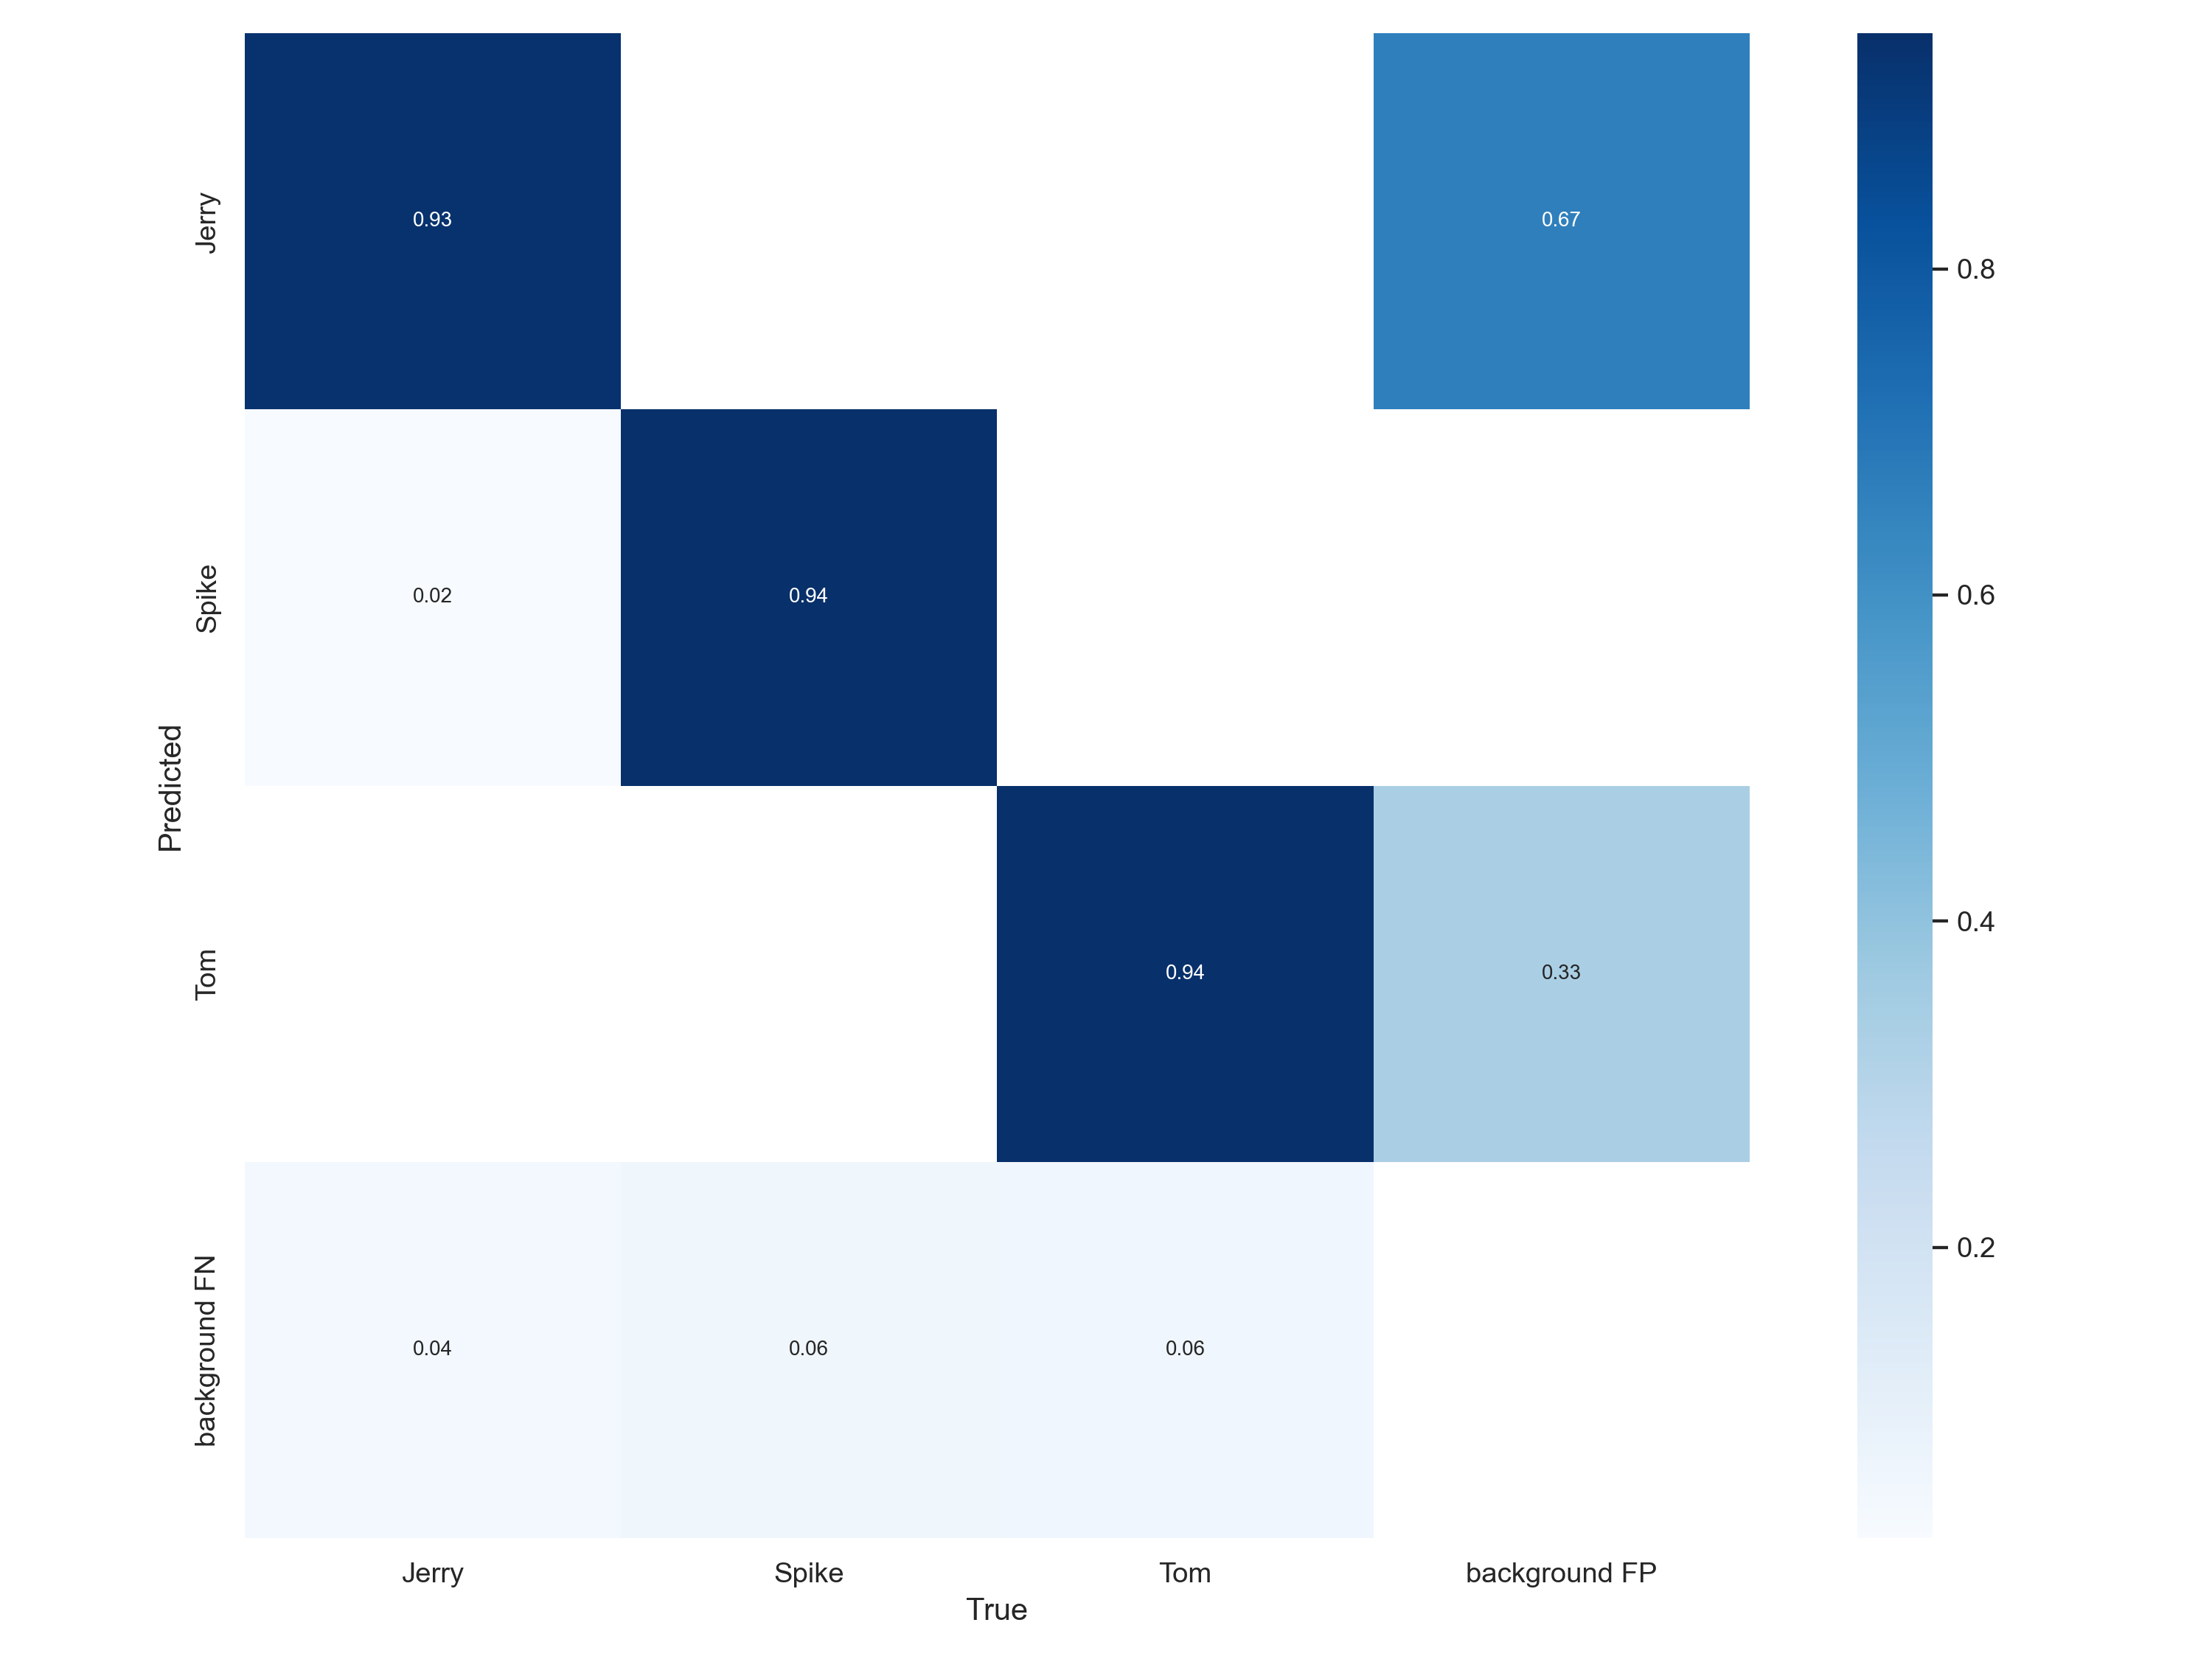 Predicted
Jerry
0.93
0.67
Spike
0.02
0.94
Tom
0.94
0.33
background FN
0.04
0.06
0.06
Jerry
Spike
Tom
background FP
True
0.8
0.6
0.4
0.2